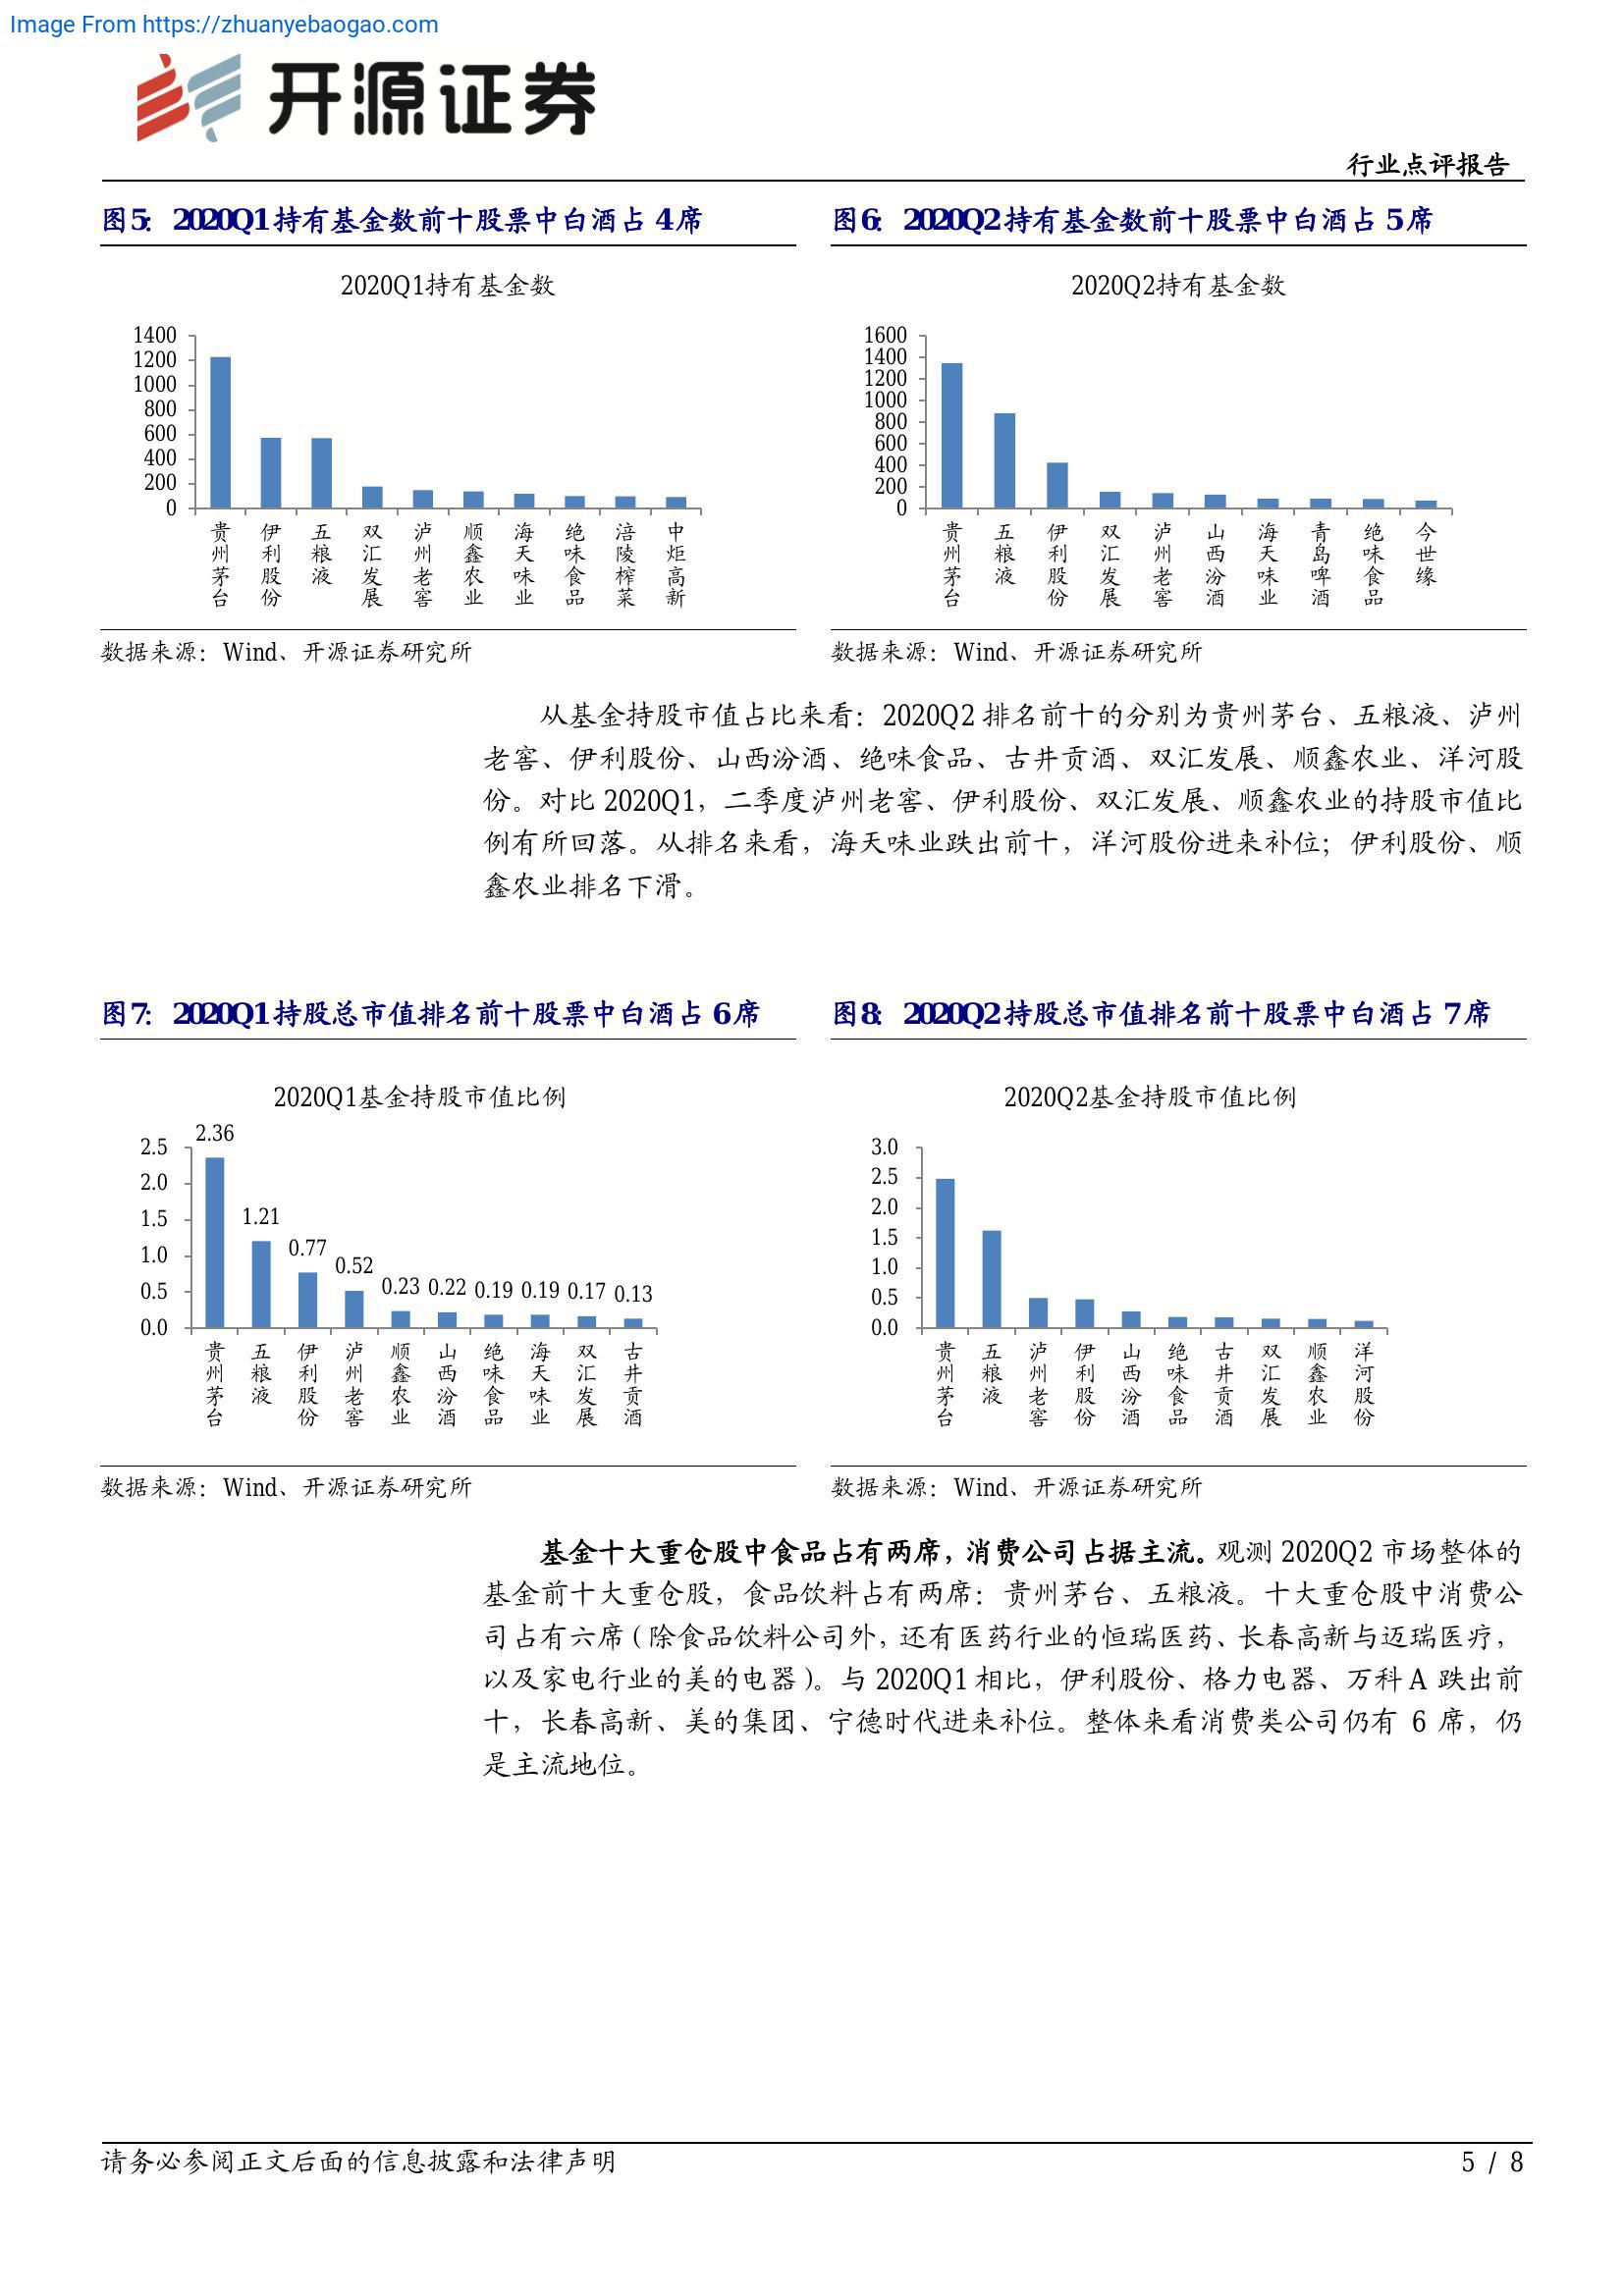 Image From https://zhuanyebaogao.com
开源证券
行业点评报告
图5：2020Q1持有基金数前十股票中白酒占4席
图6：2020Q2持有基金数前十股票中白酒占5席
2020Q1持有基金数
1400
1200
1000
800
600
400
200
0
贵州茅台
伊利股份
五粮液
双汇发展
泸州老窖
顺鑫农业
海天味业
绝味食品
涪陵榨菜
中炬高新
2020Q2持有基金数
1600
1400
1200
1000
800
600
400
200
0
贵州茅台
五粮液
伊利股份
双汇发展
泸州老窖
山西汾酒
海天味业
青岛啤酒
绝味食品
今世缘
数据来源：Wind、开源证券研究所
数据来源：Wind、开源证券研究所
从基金持股市值占比来看：2020Q2 排名前十的分别为贵州茅台、五粮液、泸州
老窖、伊利股份、山西汾酒、绝味食品、古井贡酒、双汇发展、顺鑫农业、洋河股
份。对比 2020Q1，二季度泸州老窖、伊利股份、双汇发展、顺鑫农业的持股市值比
例有所回落。从排名来看，海天味业跌出前十，洋河股份进来补位；伊利股份、顺
鑫农业排名下滑。
图7：2020Q1持股总市值排名前十股票中白酒占6席
图8：2020Q2持股总市值排名前十股票中白酒占7席
2020Q1基金持股市值比例
2.5
2.0
1.5
1.0
0.5
0.0
2.36
1.21
0.77
0.52
0.23
0.22
0.19
0.19
0.17
0.13
贵州茅台
五粮液
伊利股份
泸州老窖
顺鑫农业
山西汾酒
绝味食品
海天味业
双汇发展
古井贡酒
2020Q2基金持股市值比例
3.0
2.5
2.0
1.5
1.0
0.5
0.0
贵州茅台
五粮液
泸州老窖
伊利股份
山西汾酒
绝味食品
古井贡酒
双汇发展
顺鑫农业
洋河股份
数据来源：Wind、开源证券研究所
数据来源：Wind、开源证券研究所
基金十大重仓股中食品占有两席，消费公司占据主流。观测 2020Q2 市场整体的
基金前十大重仓股，食品饮料占有两席：贵州茅台、五粮液。十大重仓股中消费公
司占有六席（除食品饮料公司外，还有医药行业的恒瑞医药、长春高新与迈瑞医疗，
以及家电行业的美的电器）。与 2020Q1 相比，伊利股份、格力电器、万科 A 跌出前
十，长春高新、美的集团、宁德时代进来补位。整体来看消费类公司仍有 6 席，仍
是主流地位。
请务必参阅正文后面的信息披露和法律声明
5 / 8